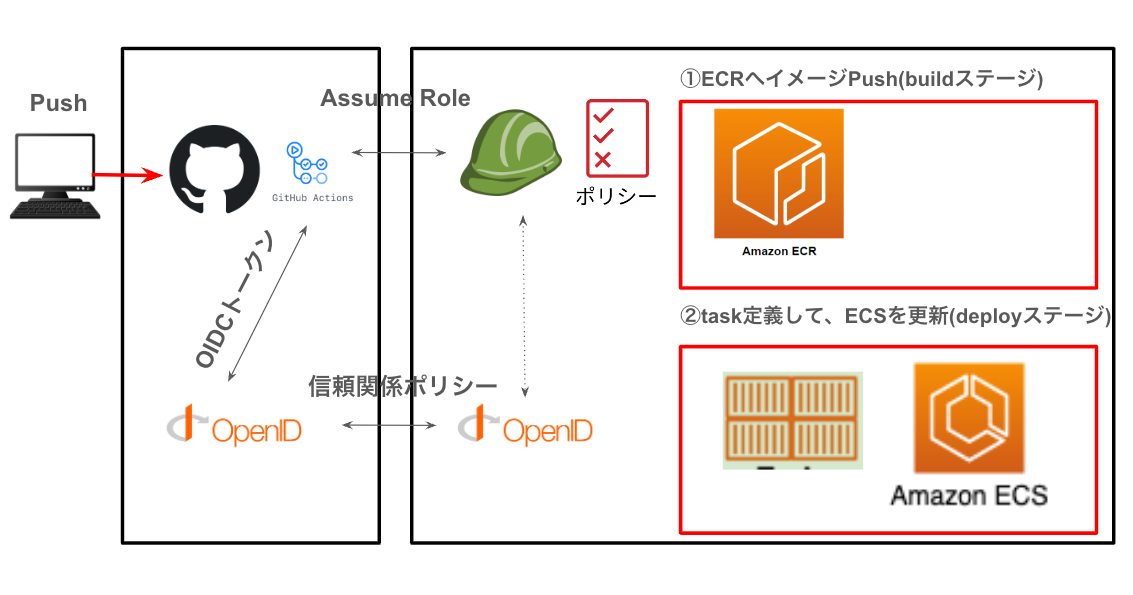 ①ECRへイメージPush(buildステージ)
Push
Assume Role
GitHub Actions
ポリシー
Amazon ECR
OIDCトークン
②task定義して、ECSを更新(deployステージ)
信頼関係ポリシー
OpenID
OpenID
Amazon ECS